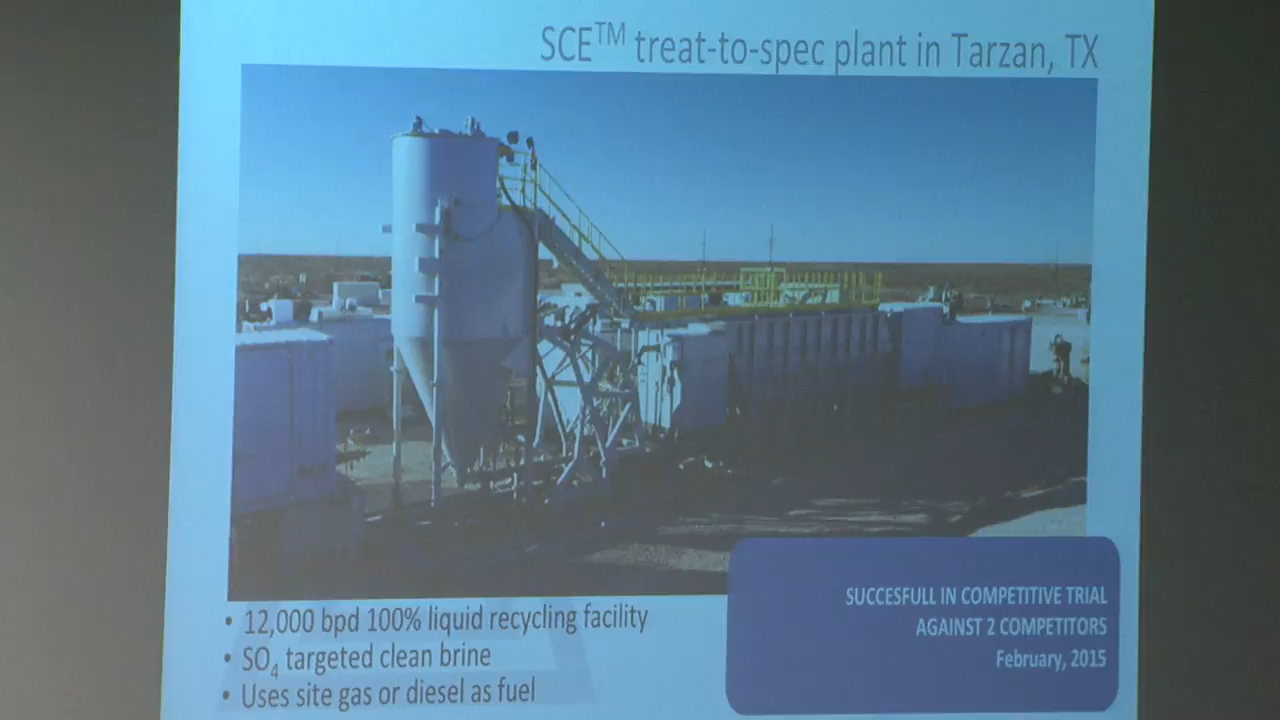 SCE™ treat-to-spec plant in Tarzan, TX
• 12,000 bpd 100% liquid recycling facility
• SO₄ targeted clean brine
• Uses site gas or diesel as fuel
SUCCESFULL IN COMPETITIVE TRIAL
AGAINST 2 COMPETITORS
February, 2015